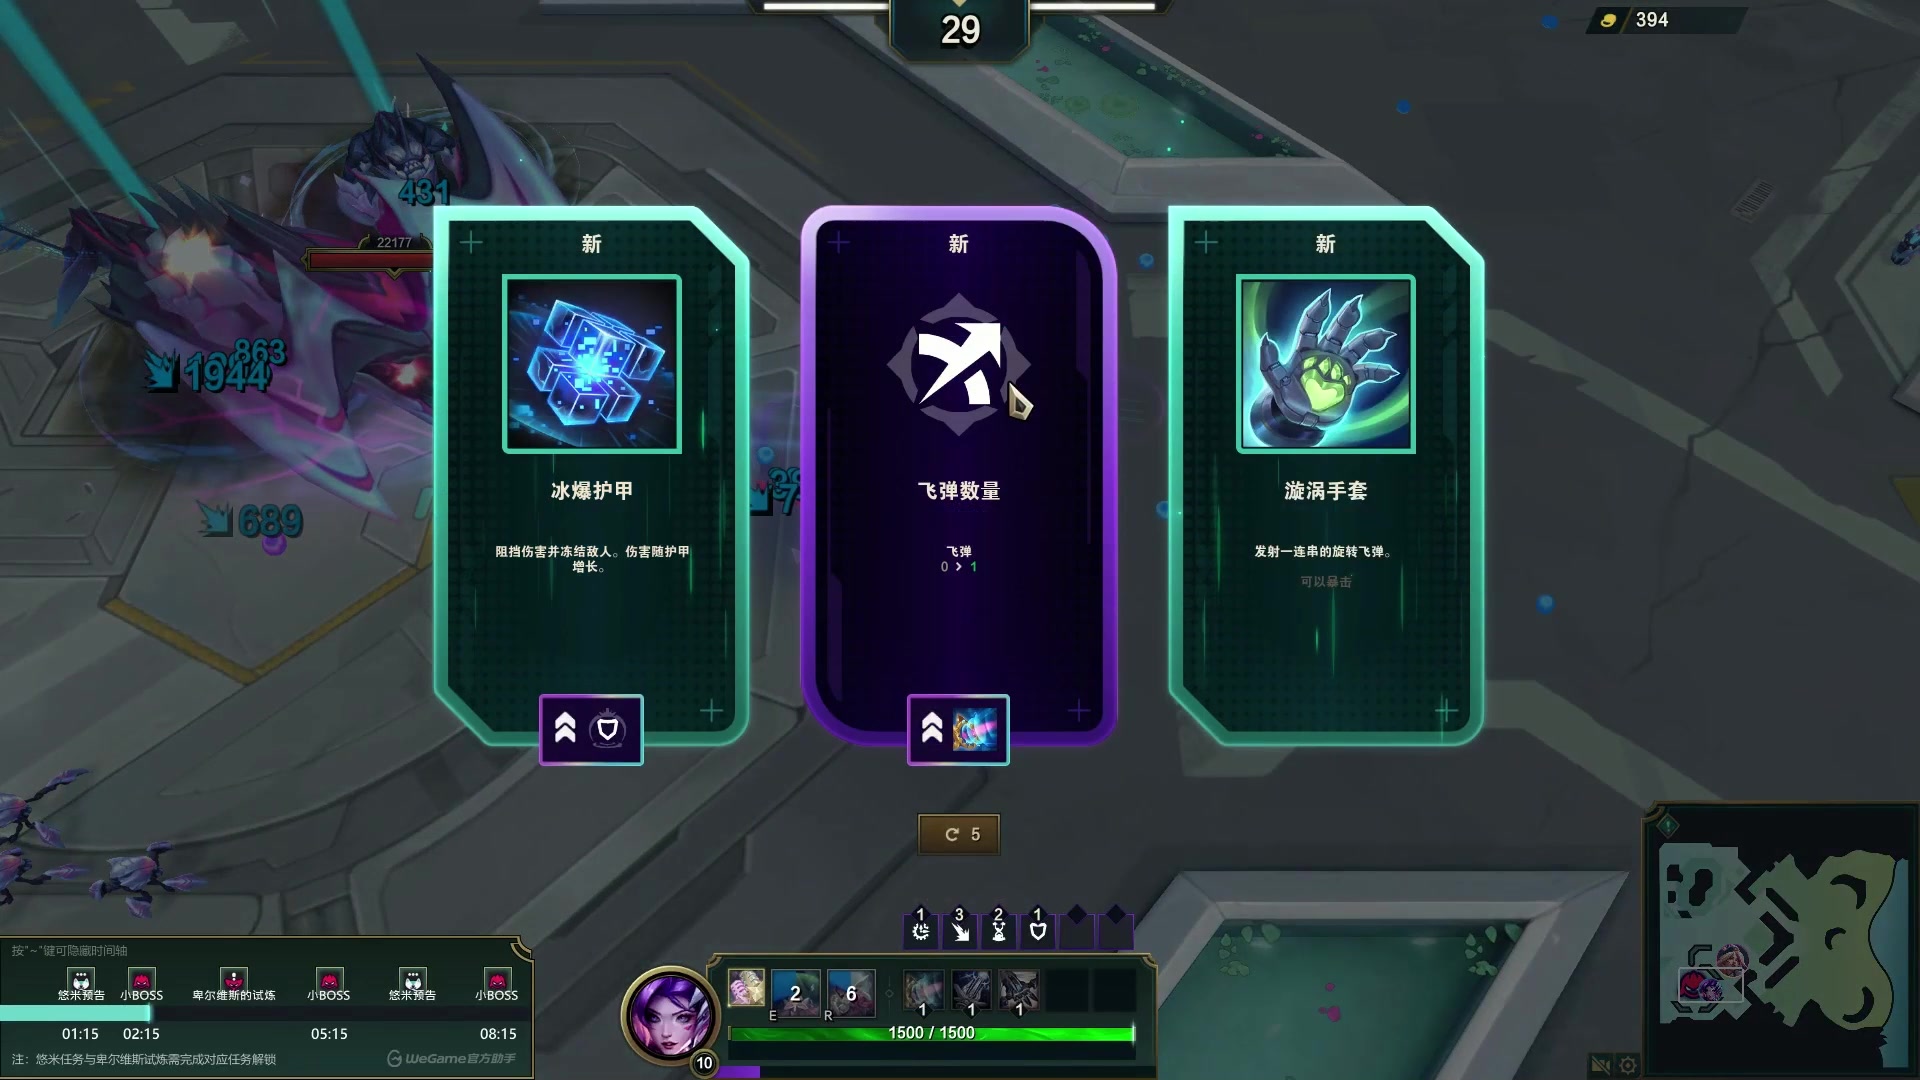 29
394
431
22177
863
1944
689
新
冰爆护甲
阻挡伤害并冻结敌人。伤害随护甲
增长。
新
飞弹数量
飞弹
0 > 1
新
漩涡手套
发射一连串的旋转飞弹。
可以暴击
5
1 3 2 1
2 6
E R
1 1 1
1500 / 1500
10
按"~"键可隐藏时间轴
悠米预告 小BOSS 卑尔维斯的试炼 小BOSS 悠米预告 小BOSS
01:15 02:15 05:15 08:15
注: 悠米任务与卑尔维斯试炼需完成对应任务解锁
WeGame官方助手